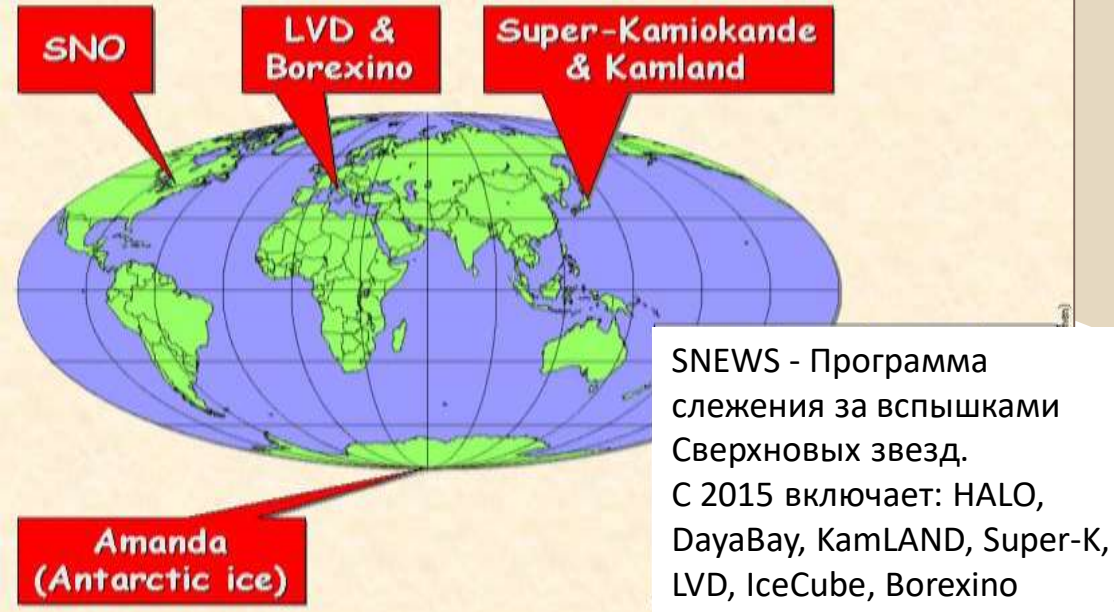 SNO
LVD &
Borexino
Super-Kamiokande
& Kamland
Amanda
(Antarctic ice)
SNEWS - Программа
слежения за вспышками
Сверхновых звезд.
С 2015 включает: HALO,
DayaBay, KamLAND, Super-K,
LVD, IceCube, Borexino